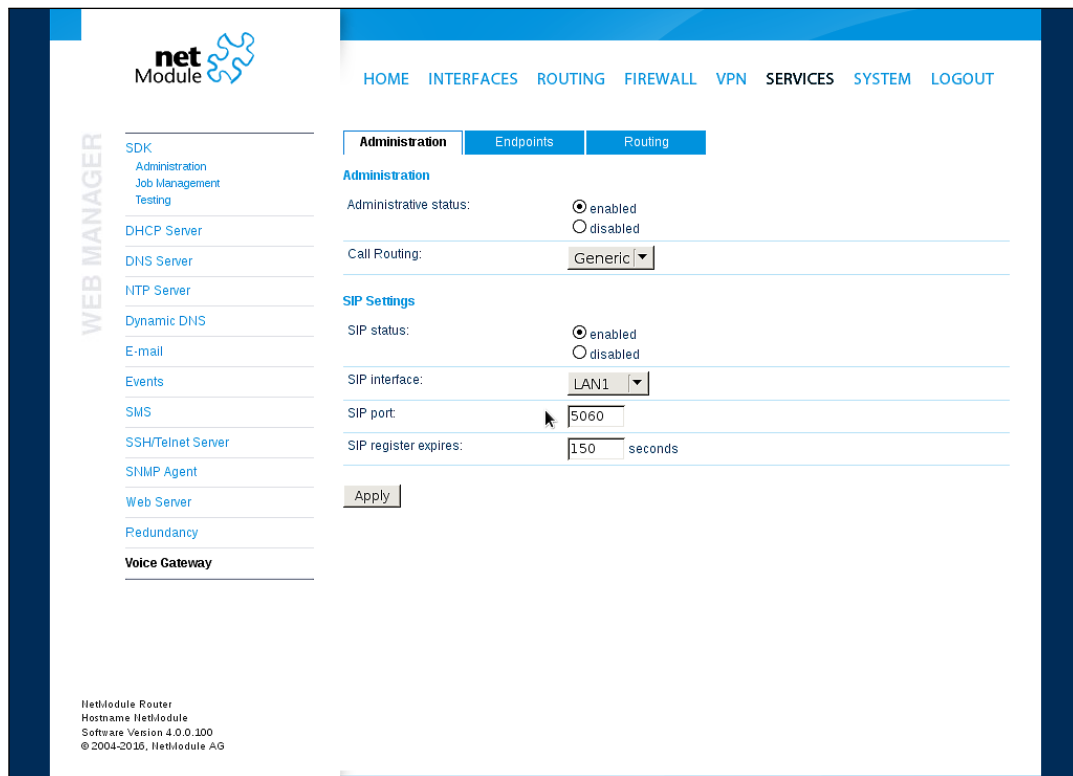 net
Module
HOME INTERFACES ROUTING FIREWALL VPN SERVICES SYSTEM LOGOUT
WEB MANAGER
SDK
Administration
Job Management
Testing
DHCP Server
DNS Server
NTP Server
Dynamic DNS
E-mail
Events
SMS
SSH/Telnet Server
SNMP Agent
Web Server
Redundancy
Voice Gateway
Administration Endpoints Routing
Administration
Administrative status: enabled
disabled
Call Routing: Generic
SIP Settings
SIP status: enabled
disabled
SIP interface: LAN1
SIP port: 5060
SIP register expires: 150 seconds
Apply
NetModule Router
Hostname NetModule
Software Version 4.0.0.100
© 2004-2016, NetModule AG